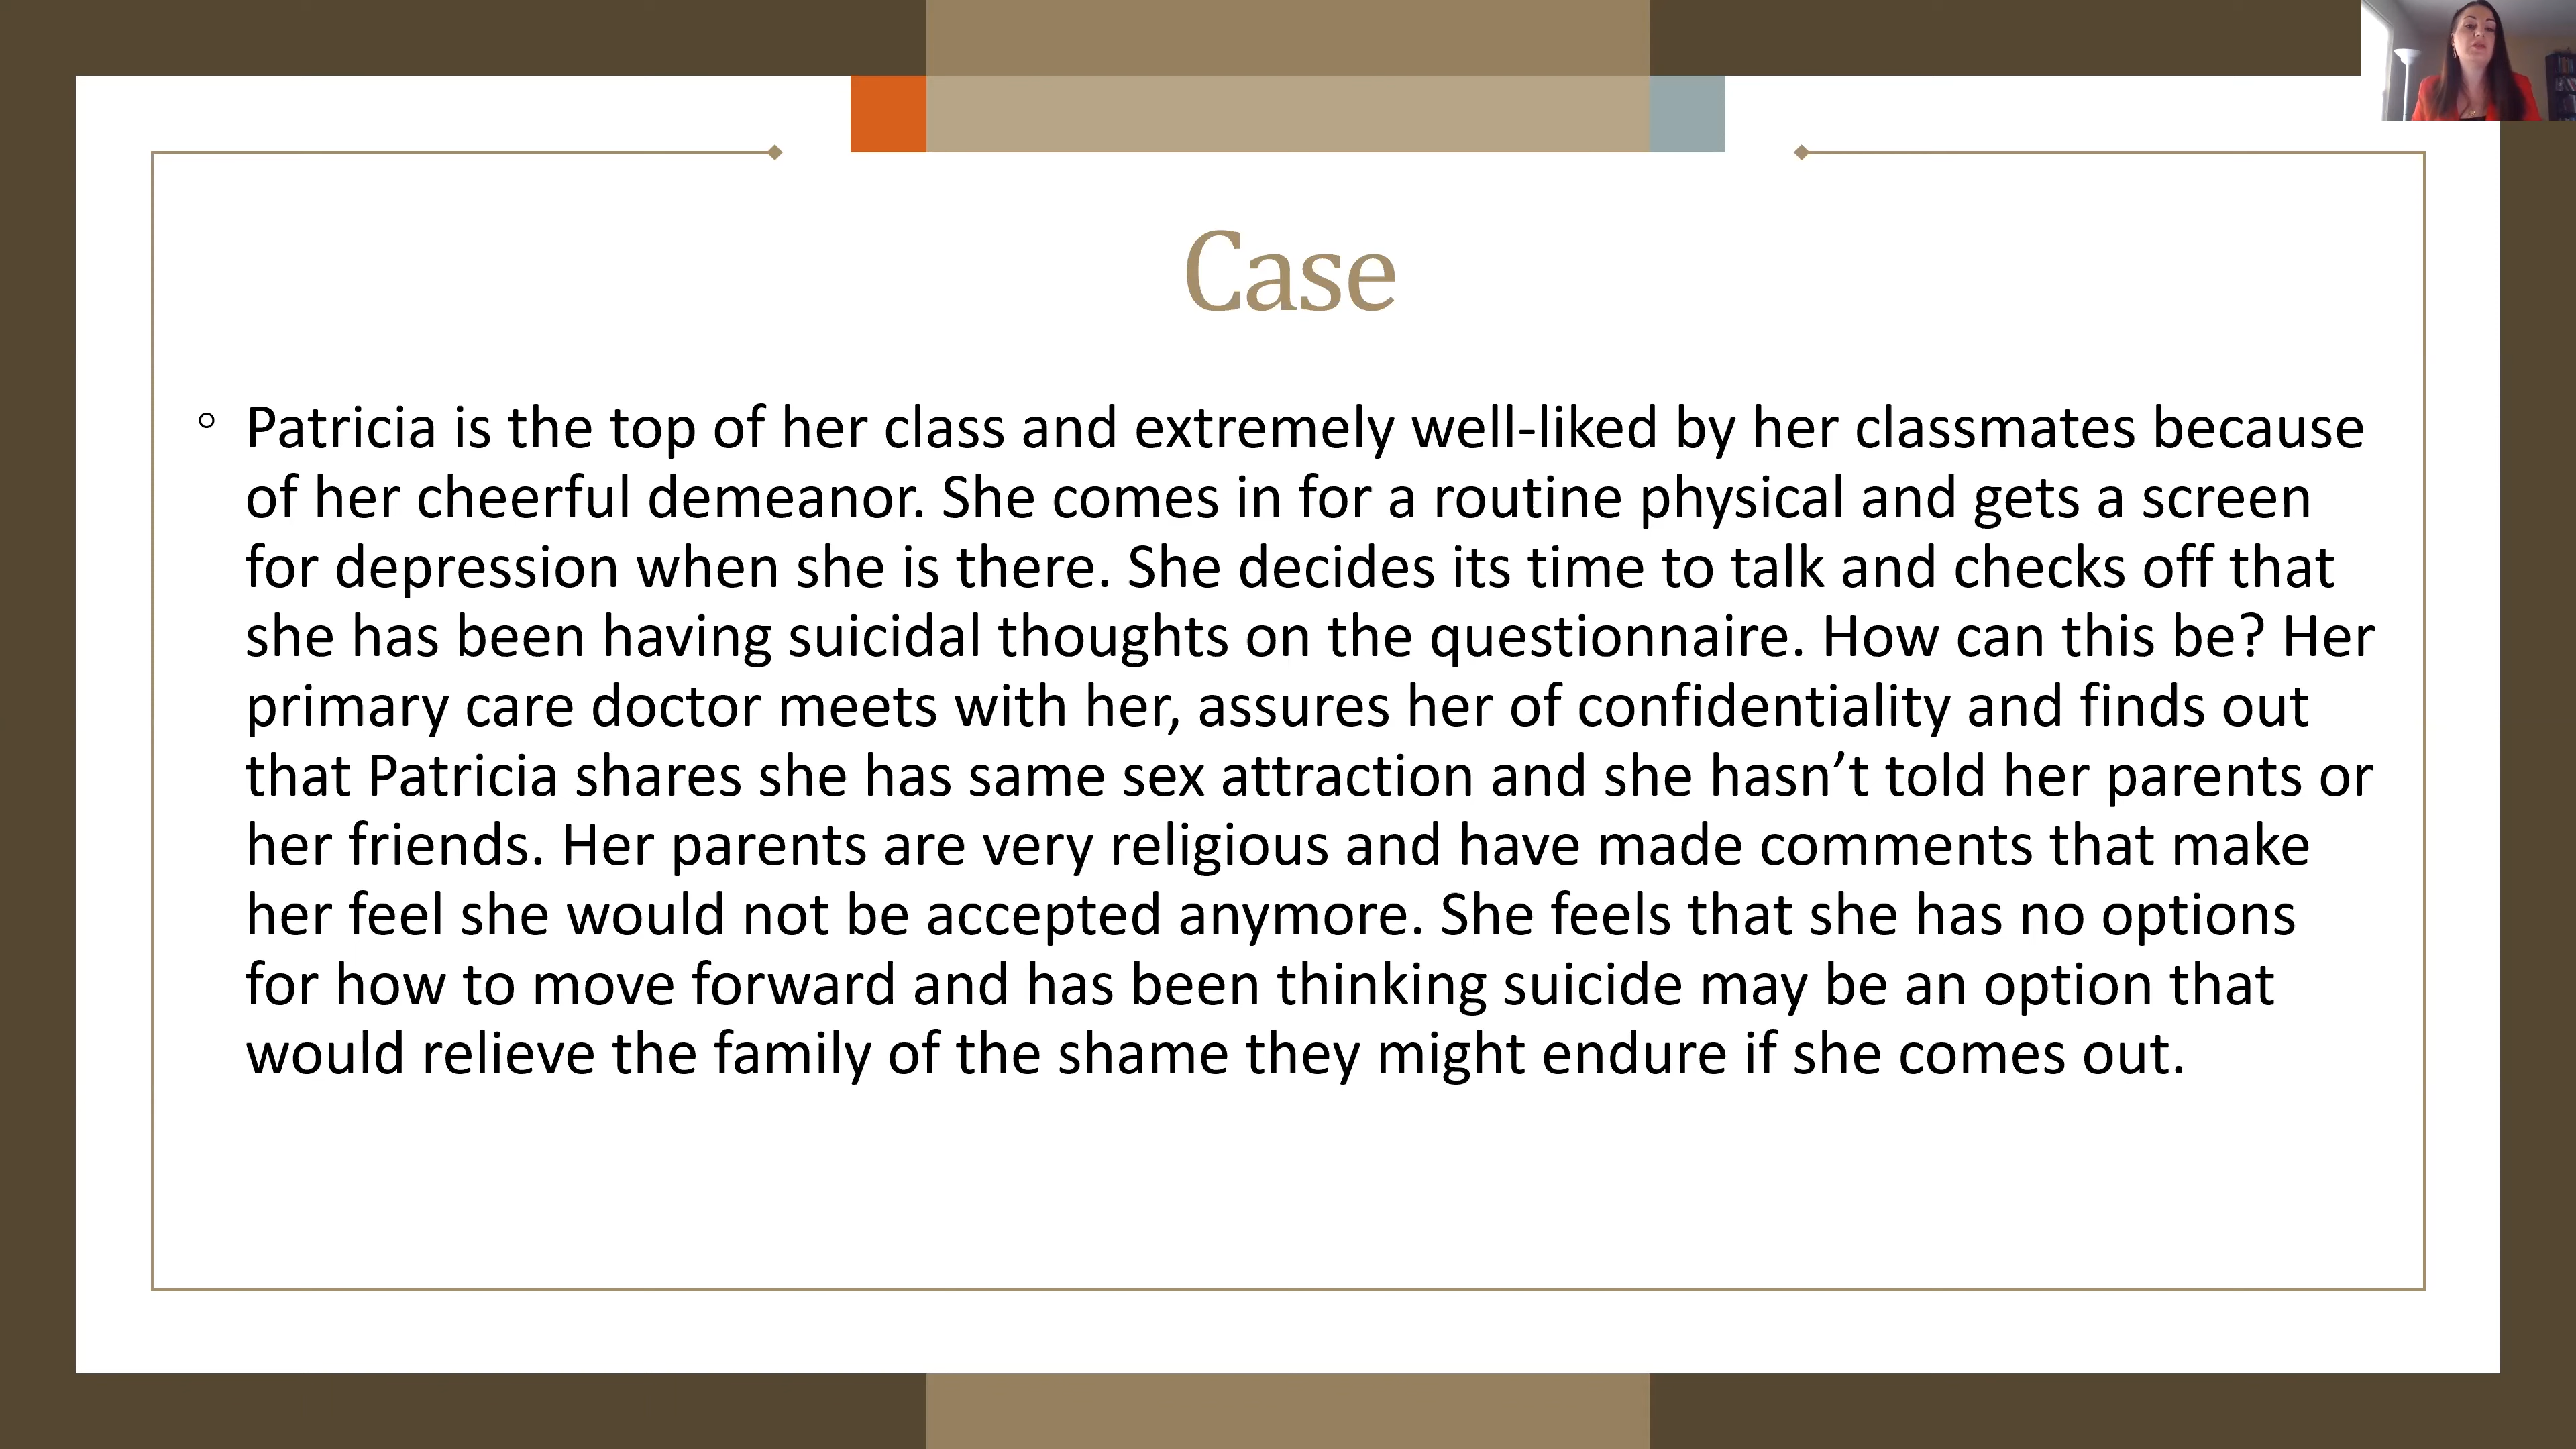 Case
◦ Patricia is the top of her class and extremely well-liked by her classmates because
of her cheerful demeanor. She comes in for a routine physical and gets a screen
for depression when she is there. She decides its time to talk and checks off that
she has been having suicidal thoughts on the questionnaire. How can this be? Her
primary care doctor meets with her, assures her of confidentiality and finds out
that Patricia shares she has same sex attraction and she hasn’t told her parents or
her friends. Her parents are very religious and have made comments that make
her feel she would not be accepted anymore. She feels that she has no options
for how to move forward and has been thinking suicide may be an option that
would relieve the family of the shame they might endure if she comes out.